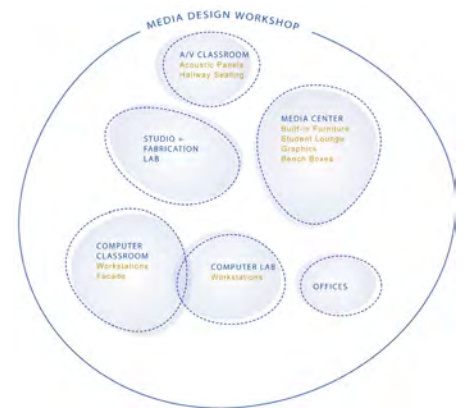 MEDIA DESIGN WORKSHOP
A/V CLASSROOM
Acoustic Panels
Hallway Seating
MEDIA CENTER
Built-in Furniture
Student Lounge
Graphics
Bench Boxes
STUDIO +
FABRICATION
LAB
COMPUTER
CLASSROOM
Workstations
Facade
COMPUTER LAB
Workstations
OFFICES